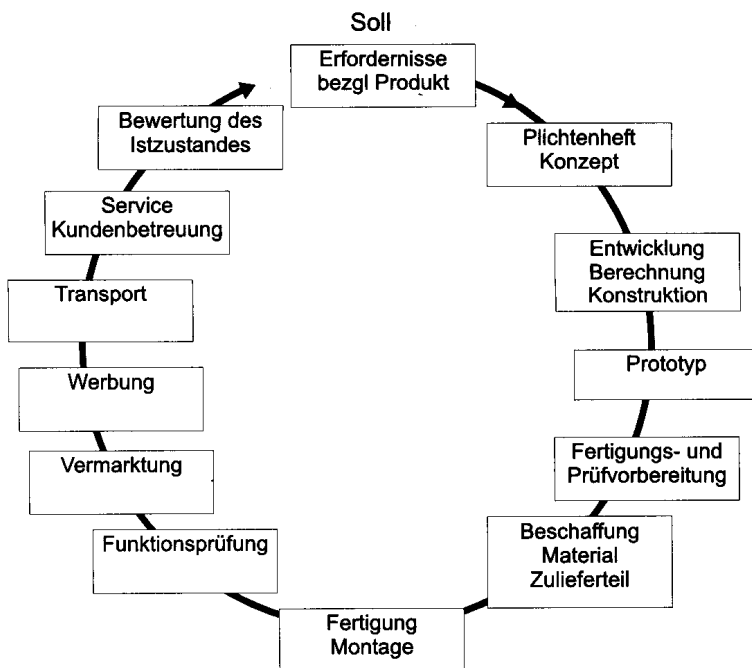 Soll
Erfordernisse
bezgl Produkt
Plichtenheft
Konzept
Entwicklung
Berechnung
Konstruktion
Prototyp
Fertigungs- und
Prüfvorbereitung
Beschaffung
Material
Zulieferteil
Fertigung
Montage
Funktionsprüfung
Vermarktung
Werbung
Transport
Service
Kundenbetreuung
Bewertung des
Istzustandes